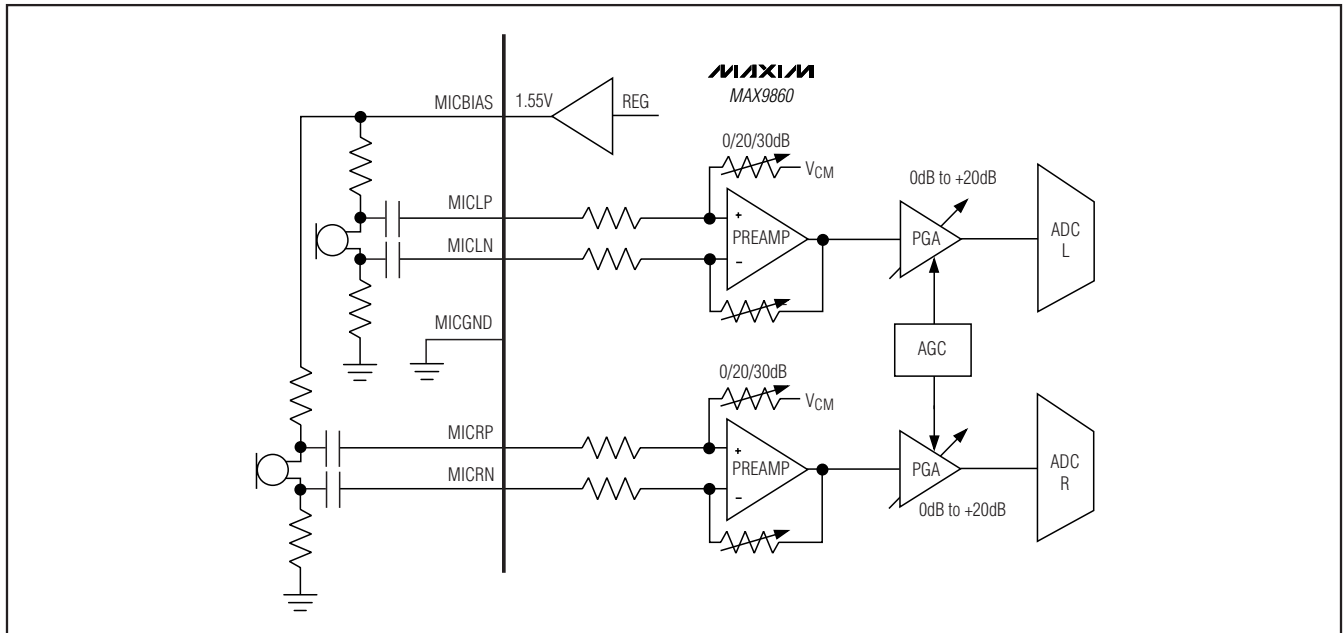 MAXIM
MAX9860
MICBIAS
1.55V
REG
0/20/30dB
VCM
0dB to +20dB
MICLP
+
PREAMP
PGA
ADC
L
MICLN
−
MICGND
AGC
0/20/30dB
VCM
MICRP
+
PREAMP
PGA
ADC
R
MICRN
−
0dB to +20dB